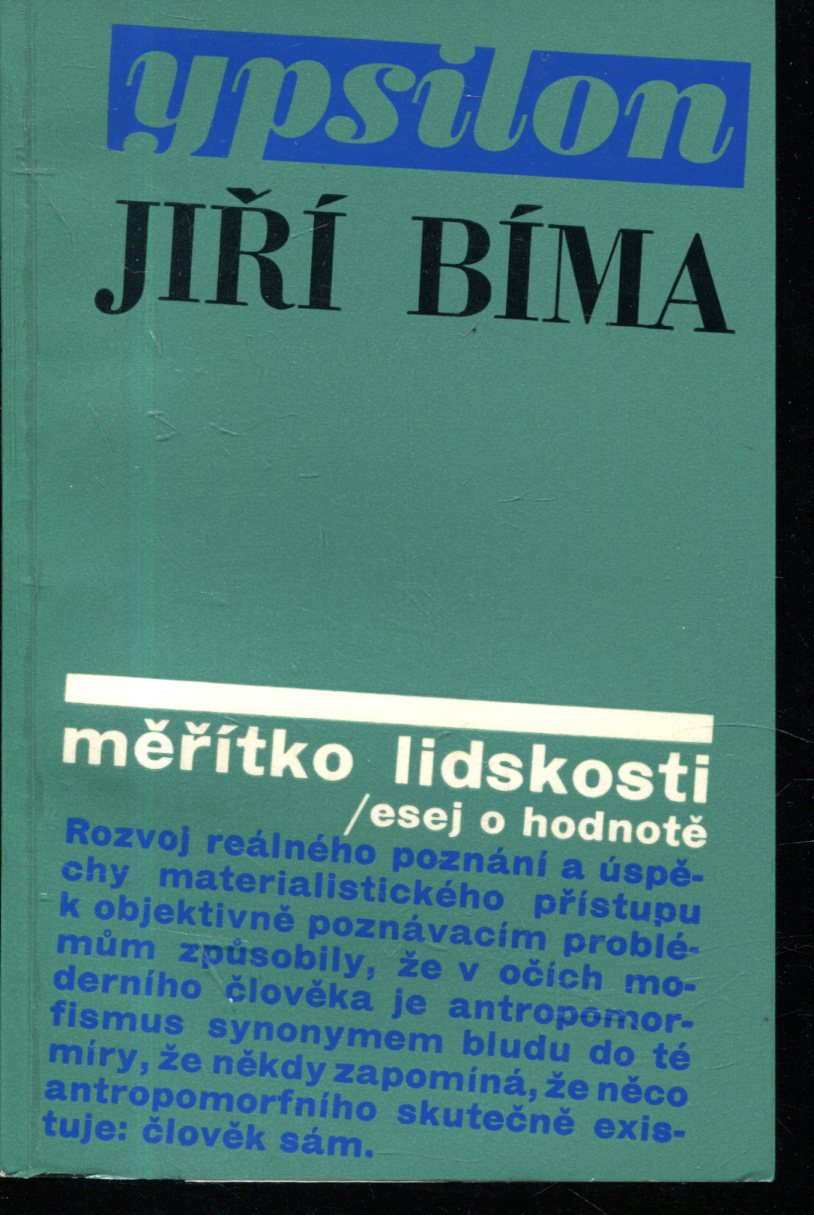 ypsilon
JIŘÍ BÍMA
měřítko lidskosti
/esej o hodnotě
Rozvoj reálného poznání a úspě-
chy materialistického přístupu
k objektivně poznávacím problé-
mům způsobily, že v očích mo-
derního člověka je antropomor-
fismus synonymem bludu do té
míry, že někdy zapomíná, že něco
antropomorfního skutečně exis-
tuje: člověk sám.